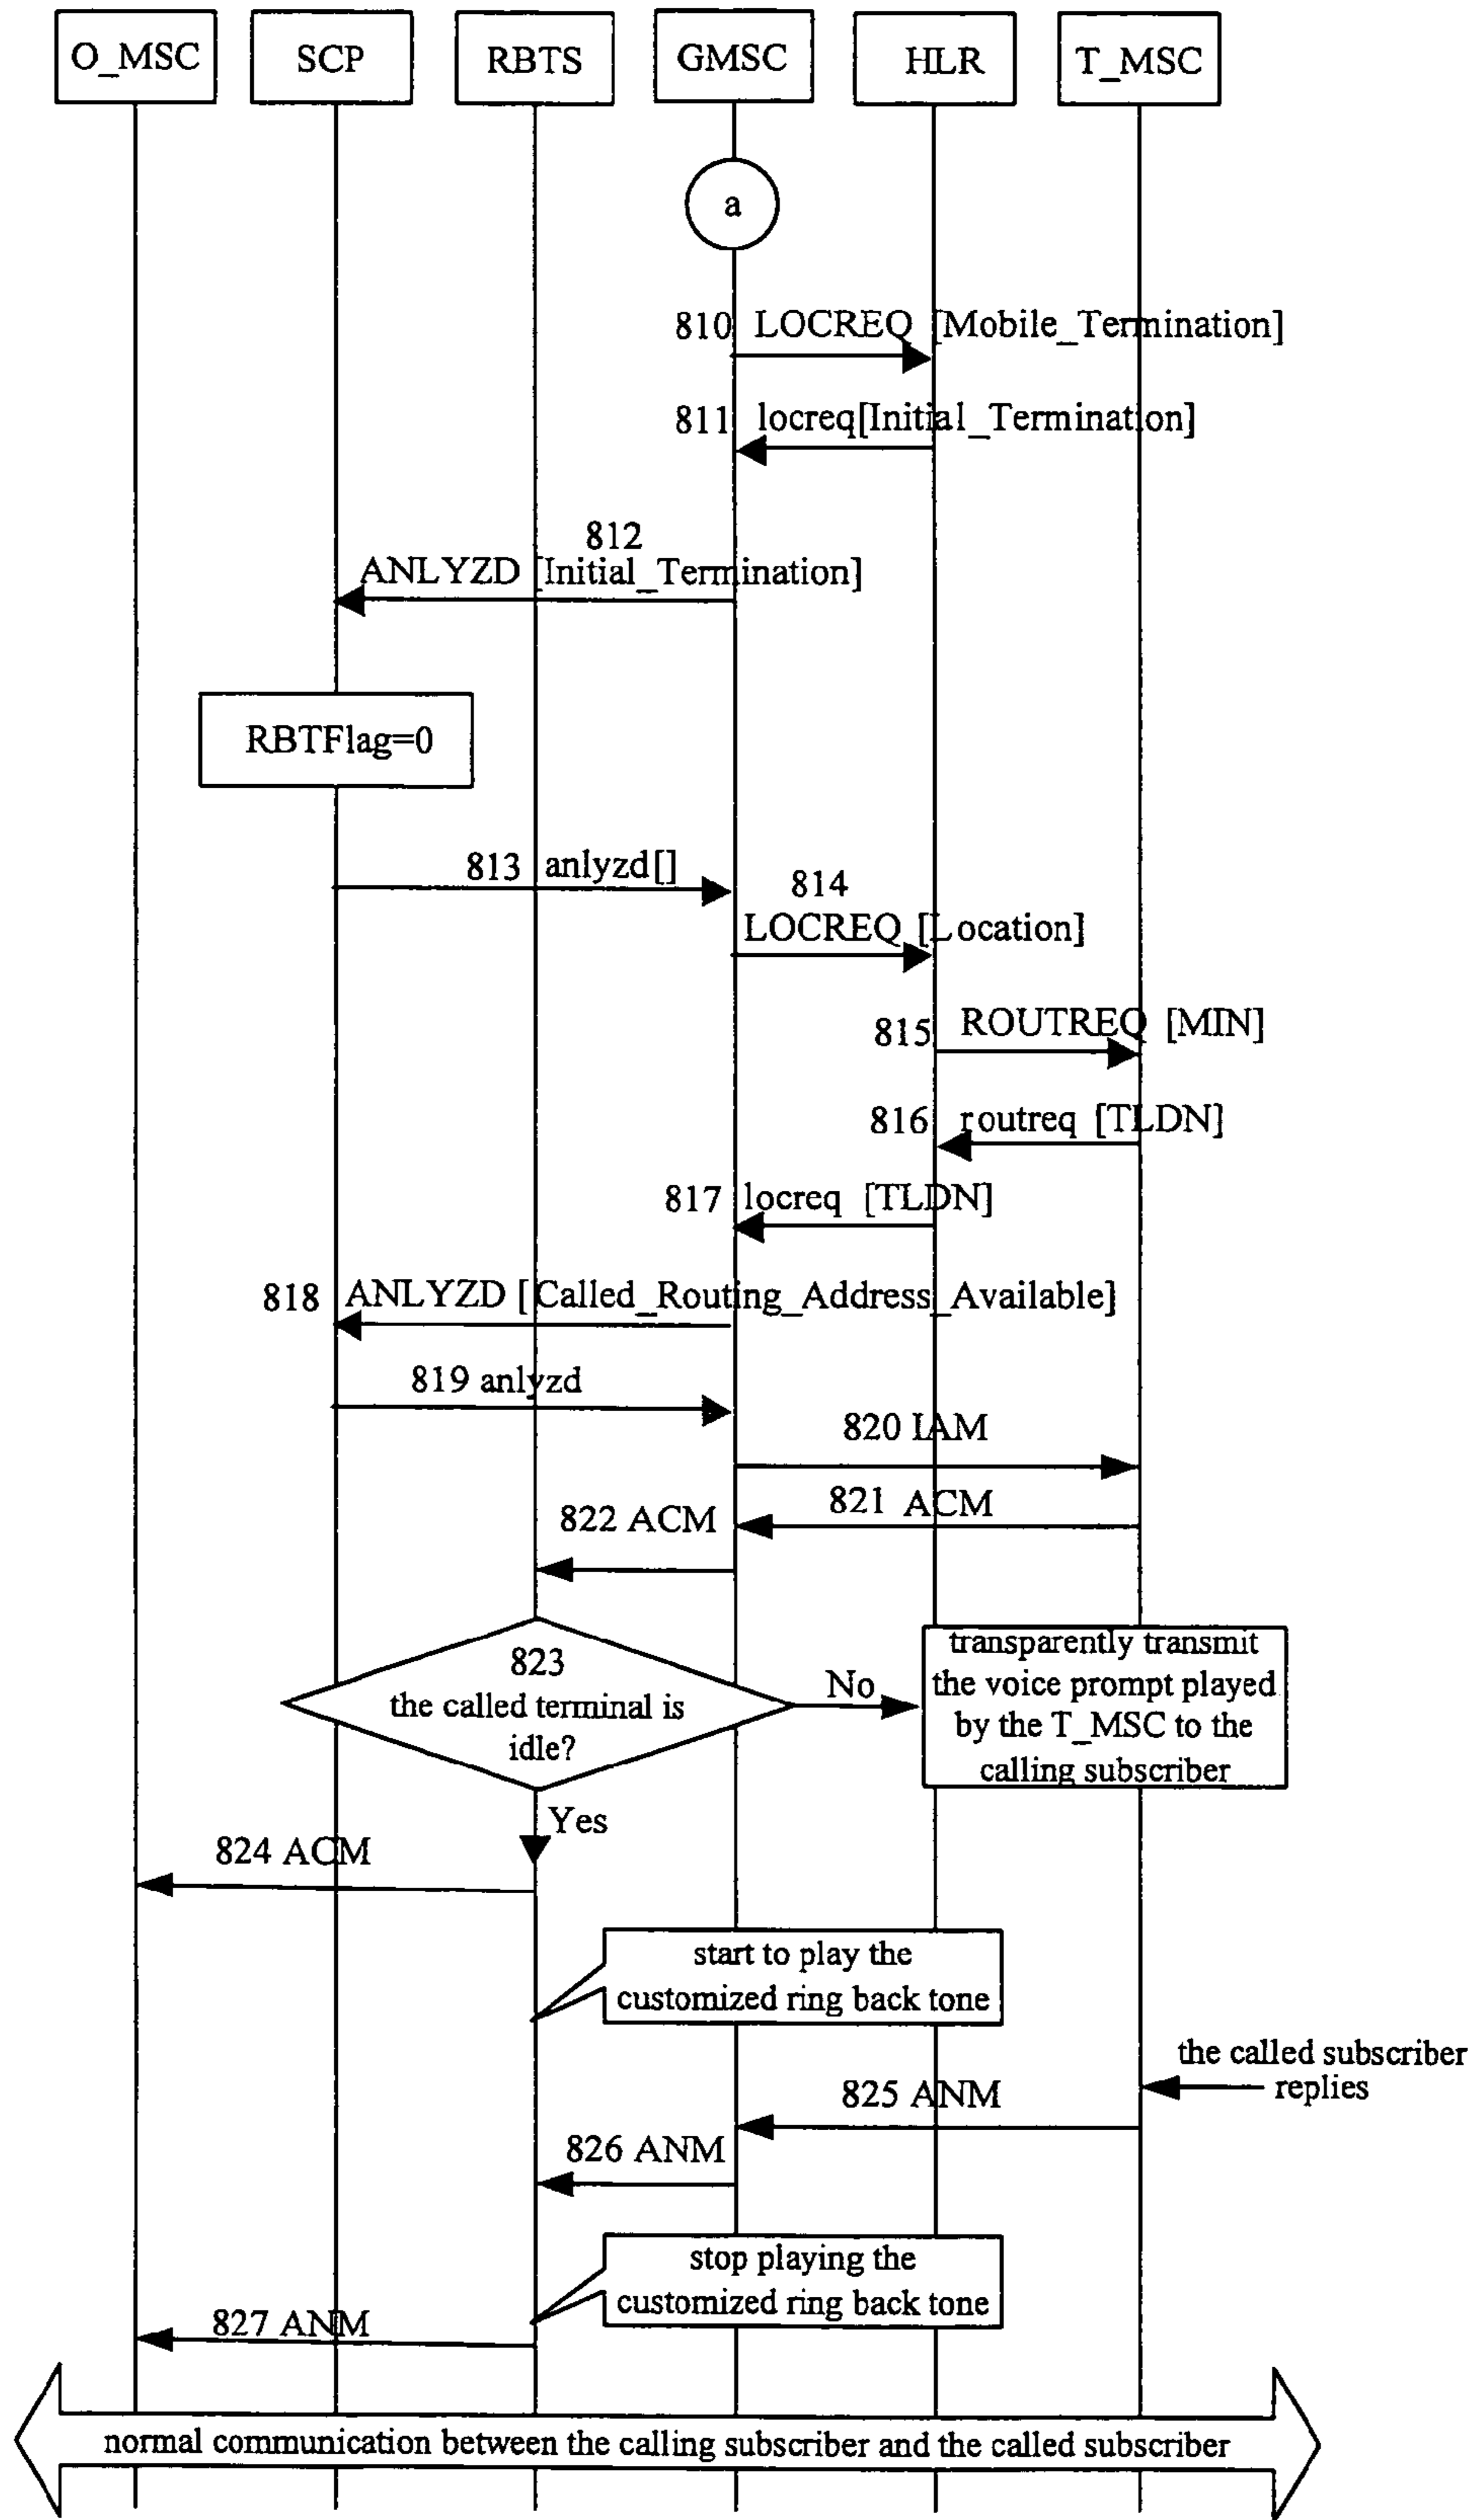 O_MSC
SCP
RBTS
GMSC
HLR
T_MSC
a
810 LOCREQ [Mobile_Termination]
811 locreq[Initial_Termination]
812
ANLYZD [Initial_Termination]
RBTFlag=0
813 anlyzd[]
814
LOCREQ [Location]
815 ROUTREQ [MIN]
816 routreq [TLDN]
817 locreq [TLDN]
818 ANLYZD [Called_Routing_Address_Available]
819 anlyzd
820 IAM
821 ACM
822 ACM
823
the called terminal is
idle?
No
transparently transmit
the voice prompt played
by the T_MSC to the
calling subscriber
Yes
824 ACM
start to play the
customized ring back tone
the called subscriber
replies
825 ANM
826 ANM
stop playing the
customized ring back tone
827 ANM
normal communication between the calling subscriber and the called subscriber